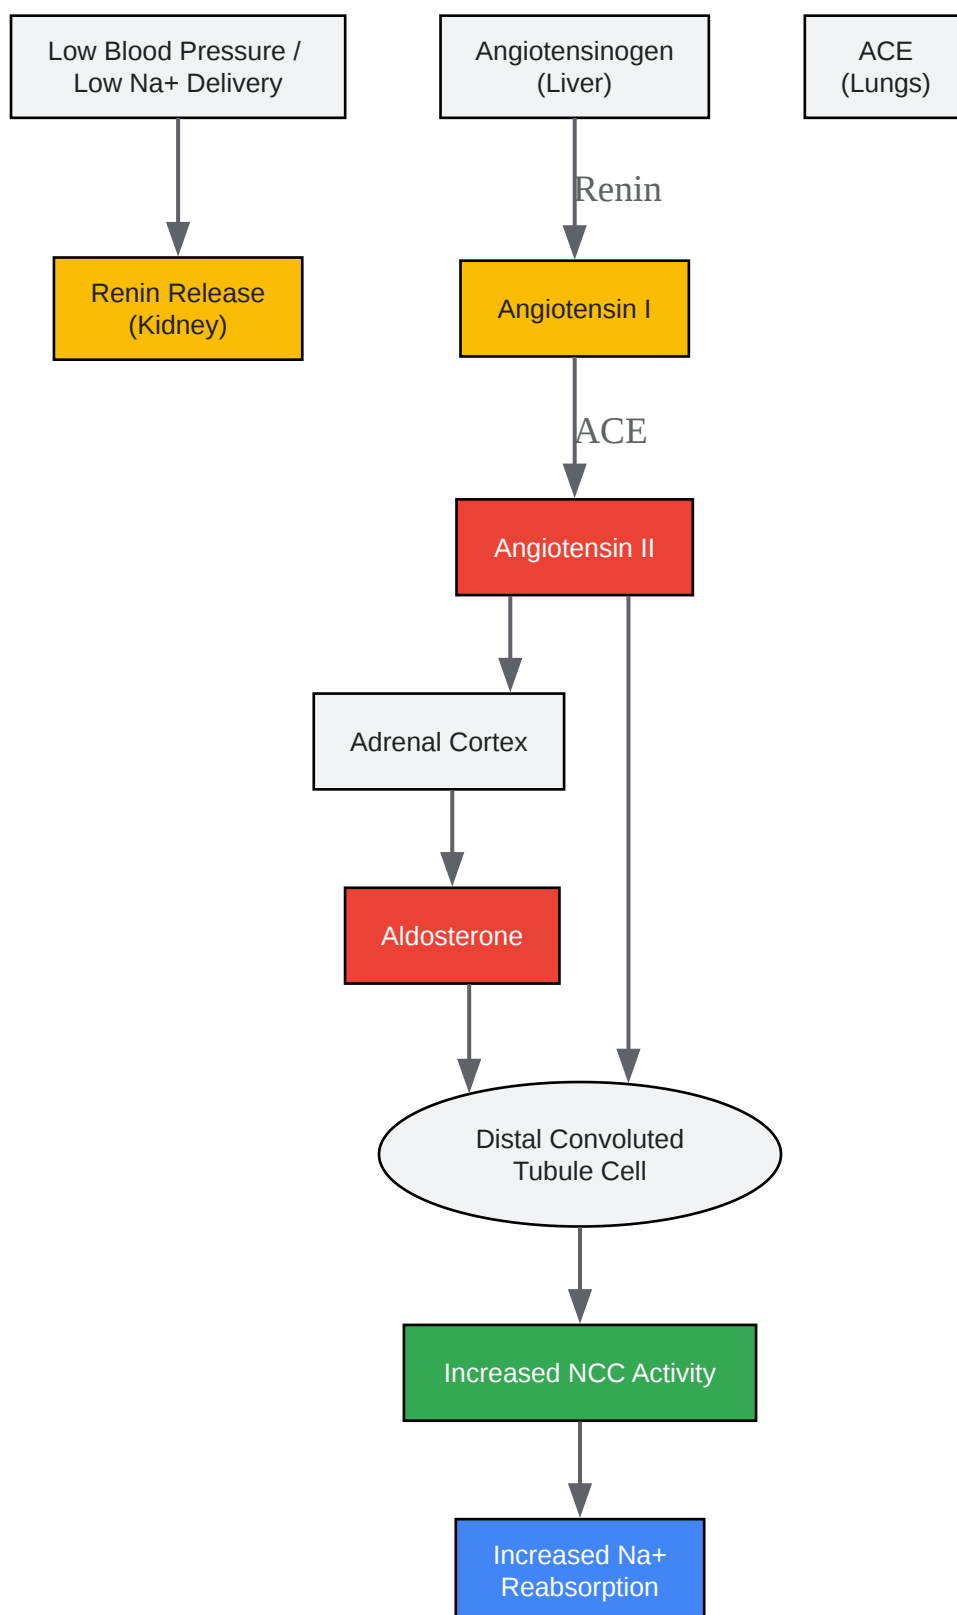 Low Blood Pressure /
Low Na+ Delivery
Angiotensinogen
(Liver)
ACE
(Lungs)
Renin
Renin Release
(Kidney)
Angiotensin I
ACE
Angiotensin II
Adrenal Cortex
Aldosterone
Distal Convoluted
Tubule Cell
Increased NCC Activity
Increased Na+
Reabsorption